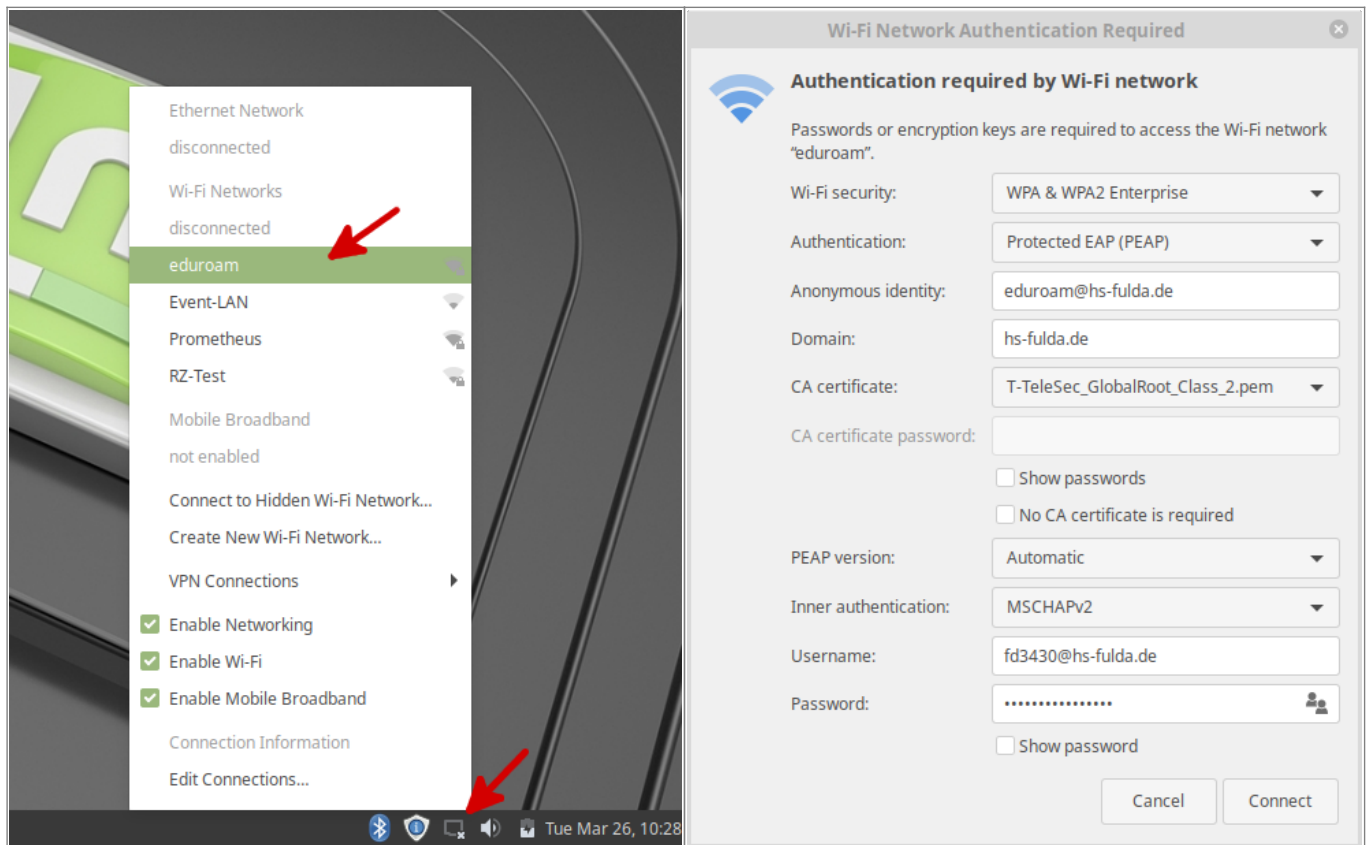 Ethernet Network
disconnected
Wi-Fi Networks
disconnected
eduroam
Event-LAN
Prometheus
RZ-Test
Mobile Broadband
not enabled
Connect to Hidden Wi-Fi Network...
Create New Wi-Fi Network...
VPN Connections
Enable Networking
Enable Wi-Fi
Enable Mobile Broadband
Connection Information
Edit Connections...
Tue Mar 26, 10:28
Wi-Fi Network Authentication Required
Authentication required by Wi-Fi network
Passwords or encryption keys are required to access the Wi-Fi network
“eduroam”.
Wi-Fi security: WPA & WPA2 Enterprise
Authentication: Protected EAP (PEAP)
Anonymous identity: eduroam@hs-fulda.de
Domain: hs-fulda.de
CA certificate: T-TeleSec_GlobalRoot_Class_2.pem
CA certificate password:
Show passwords
No CA certificate is required
PEAP version: Automatic
Inner authentication: MSCHAPv2
Username: fd3430@hs-fulda.de
Password: ••••••••••••••••
Show password
Cancel Connect